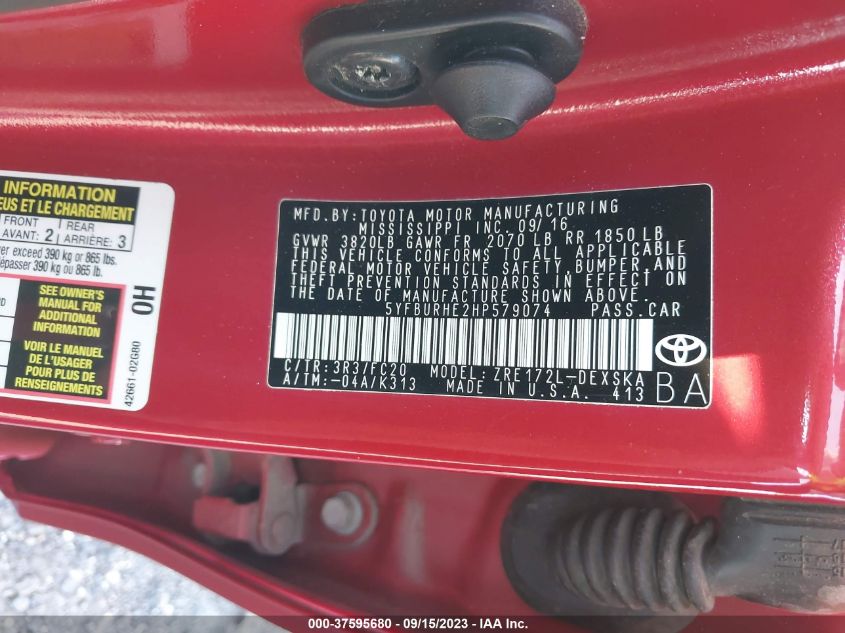 INFORMATION
EUS ET LE CHARGEMENT
FRONT
AVANT: 2
REAR
ARRIÈRE: 3
er exceed 390 kg or 865 lbs.
épasser 390 kg ou 865 lb.
SEE OWNER'S
MANUAL FOR
ADDITIONAL
INFORMATION
VOIR LE MANUEL
DE L'USAGER
POUR PLUS DE
RENSEIGNEMENTS
0H
42661-02G80
MFD. BY: TOYOTA MOTOR MANUFACTURING
MISSISSIPPI INC. 09/16
GVWR 3820LB GAWR FR 2070 LB RR 1850 LB
THIS VEHICLE CONFORMS TO ALL APPLICABLE
FEDERAL MOTOR VEHICLE SAFETY, BUMPER, AND
THEFT PREVENTION STANDARDS IN EFFECT ON
THE DATE OF MANUFACTURE SHOWN ABOVE.
5YFBURHE2HP579074 PASS. CAR
C/TR: 3R3/FC20 MODEL: ZRE172L-DEXSKA
A/TM: -04A/K313 MADE IN U.S.A. 413
BA
000-37595680 - 09/15/2023 - IAA Inc.